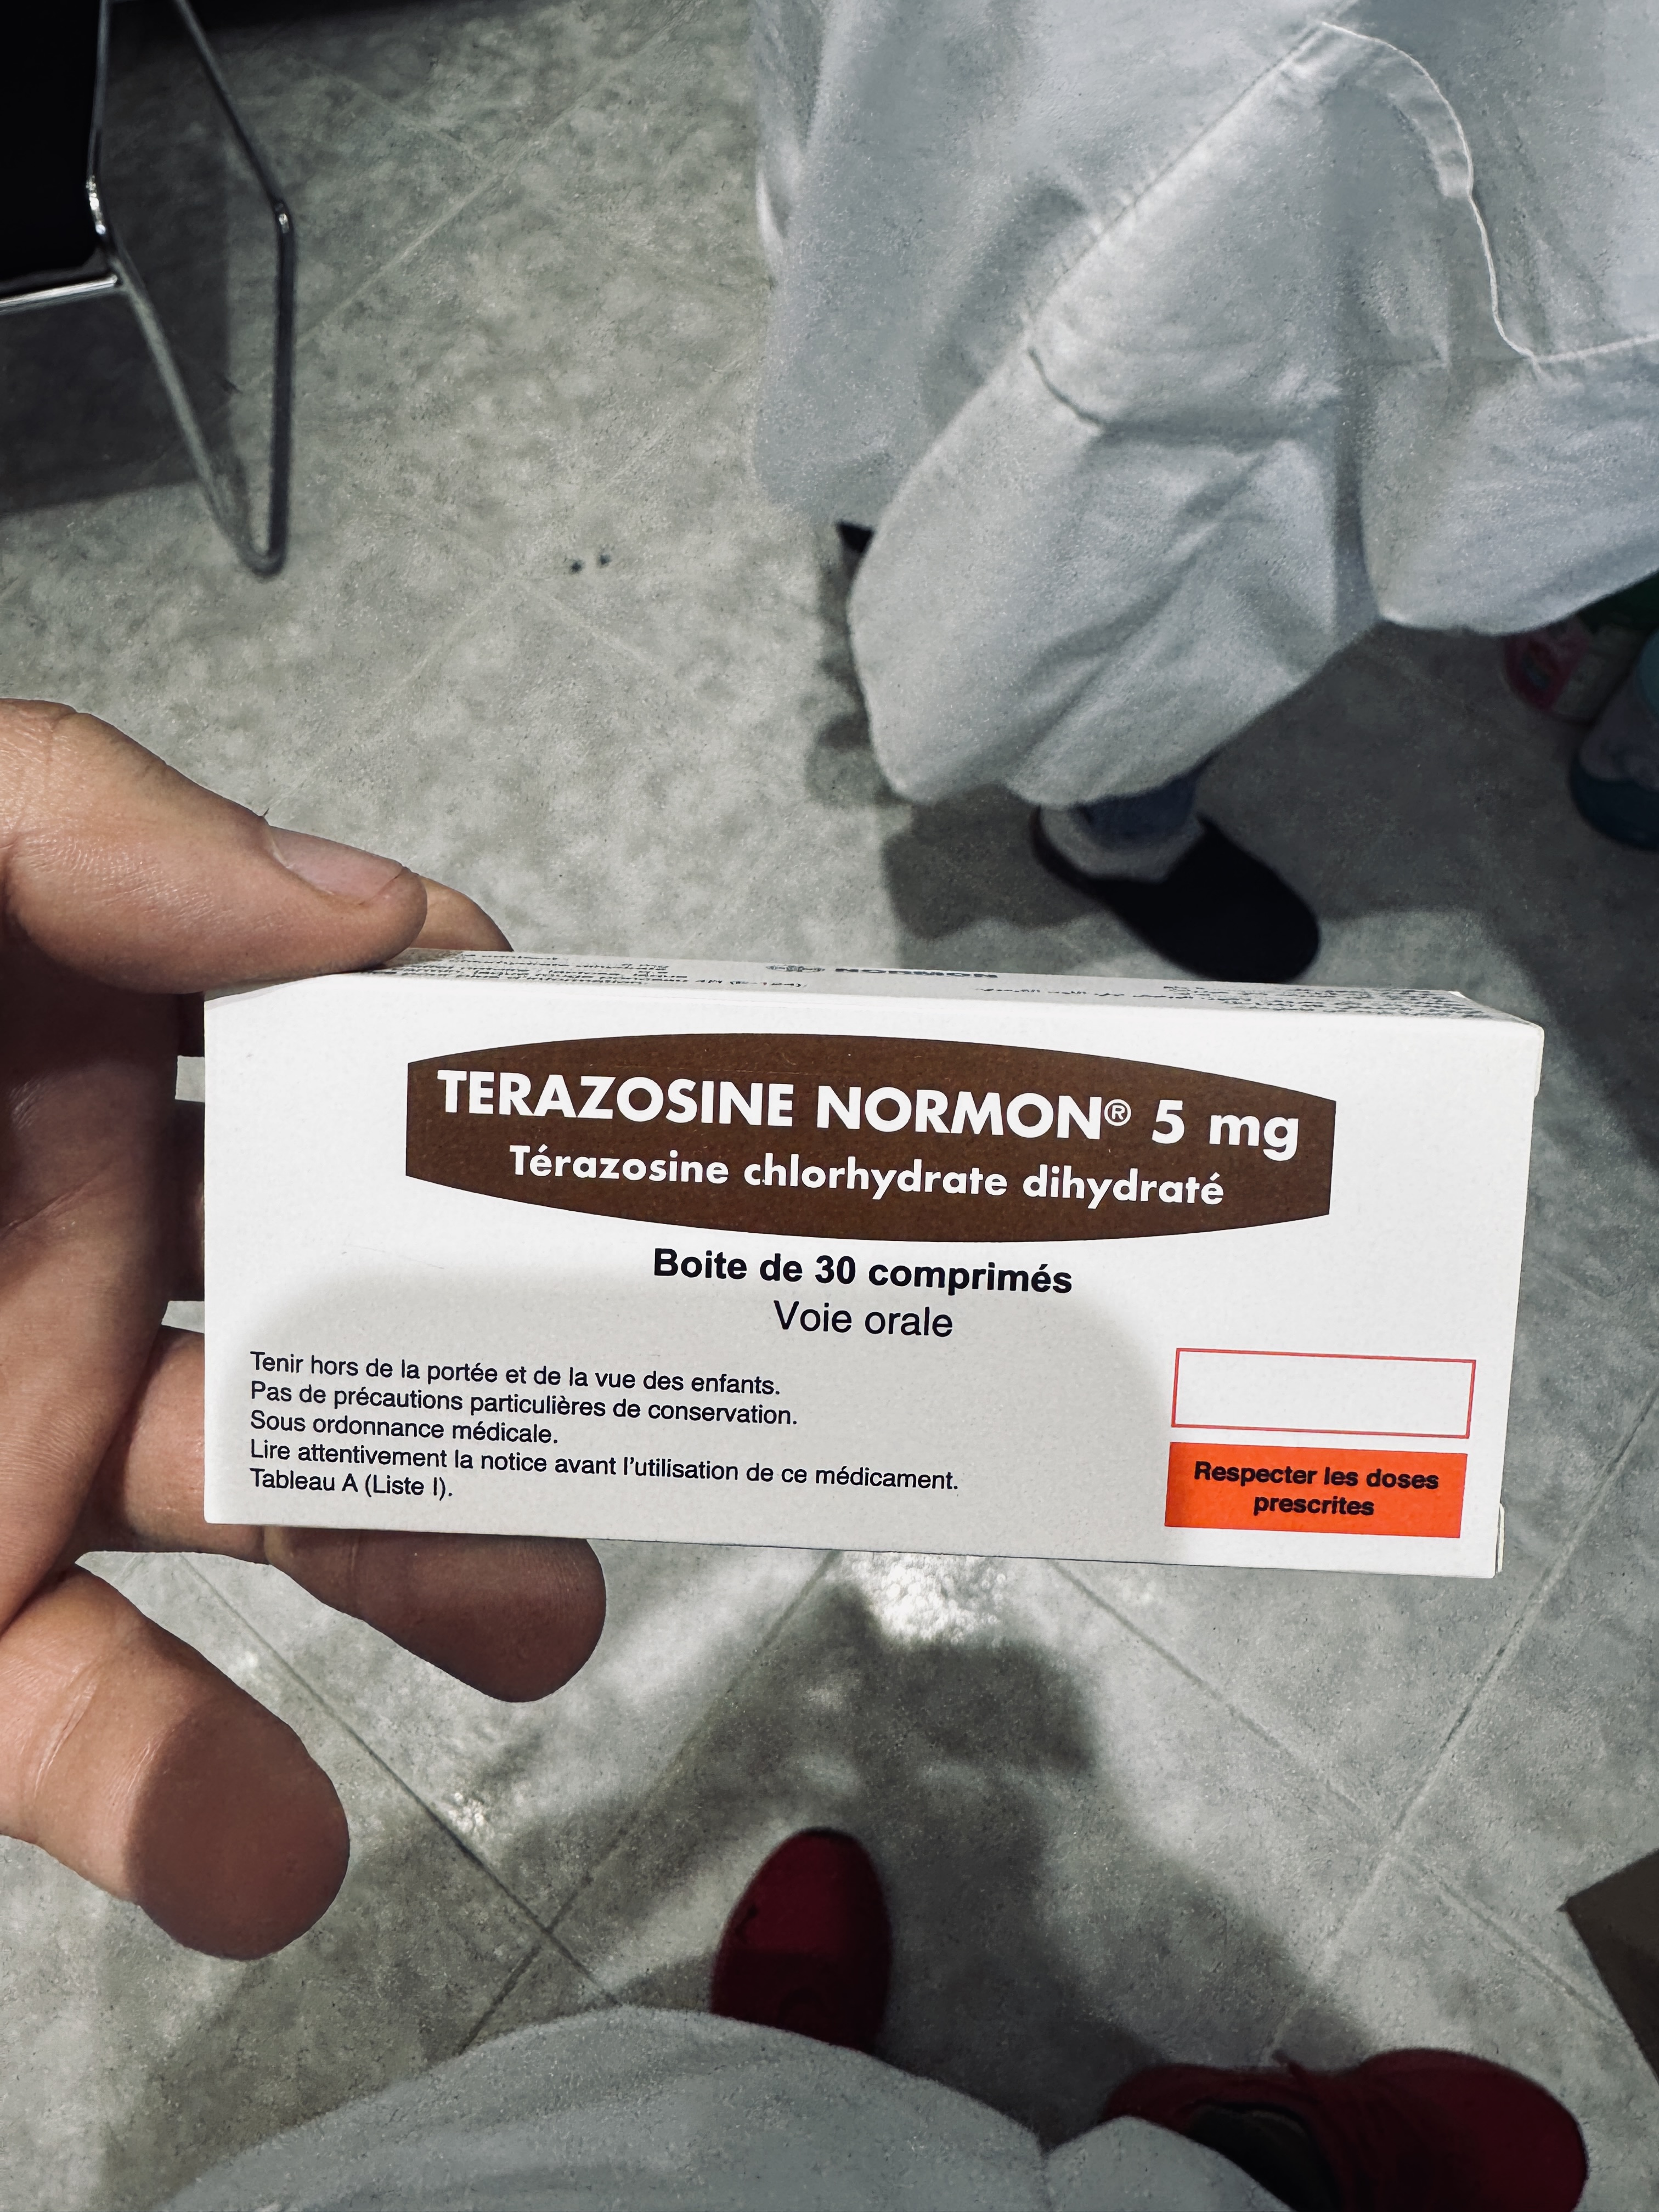 NORMON
TERAZOSINE NORMON® 5 mg
Térazosine chlorhydrate dihydraté
Boite de 30 comprimés
Voie orale
Tenir hors de la portée et de la vue des enfants.
Pas de précautions particulières de conservation.
Sous ordonnance médicale.
Lire attentivement la notice avant l'utilisation de ce médicament.
Tableau A (Liste I).
Respecter les doses
prescrites